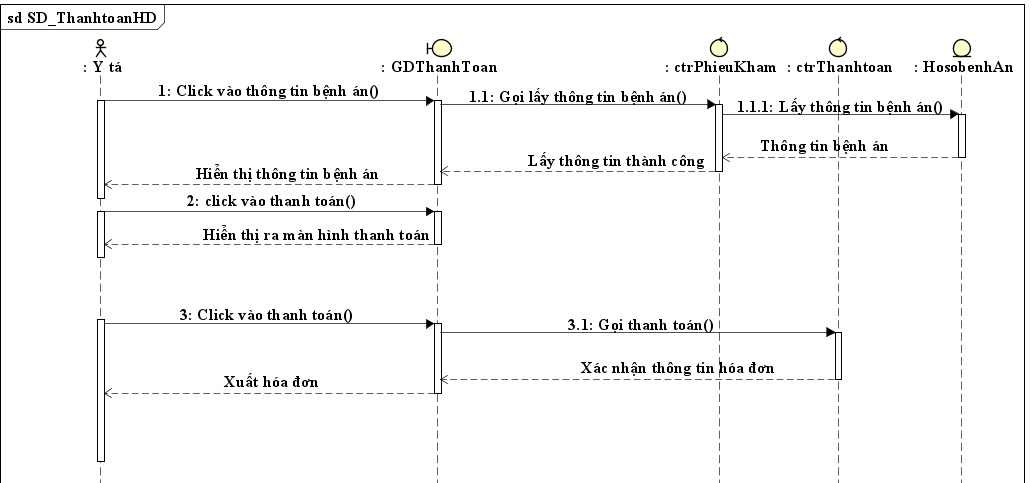 sd SD_ThanhtoanHD
: Y tá
: GDThanhToan
: ctrPhieuKham
: ctrThanhtoan
: HosobenhAn
1: Click vào thông tin bệnh án()
1.1: Gọi lấy thông tin bệnh án()
1.1.1: Lấy thông tin bệnh án()
Thông tin bệnh án
Lấy thông tin thành công
Hiển thị thông tin bệnh án
2: click vào thanh toán()
Hiển thị ra màn hình thanh toán
3: Click vào thanh toán()
3.1: Gọi thanh toán()
Xác nhận thông tin hóa đơn
Xuất hóa đơn